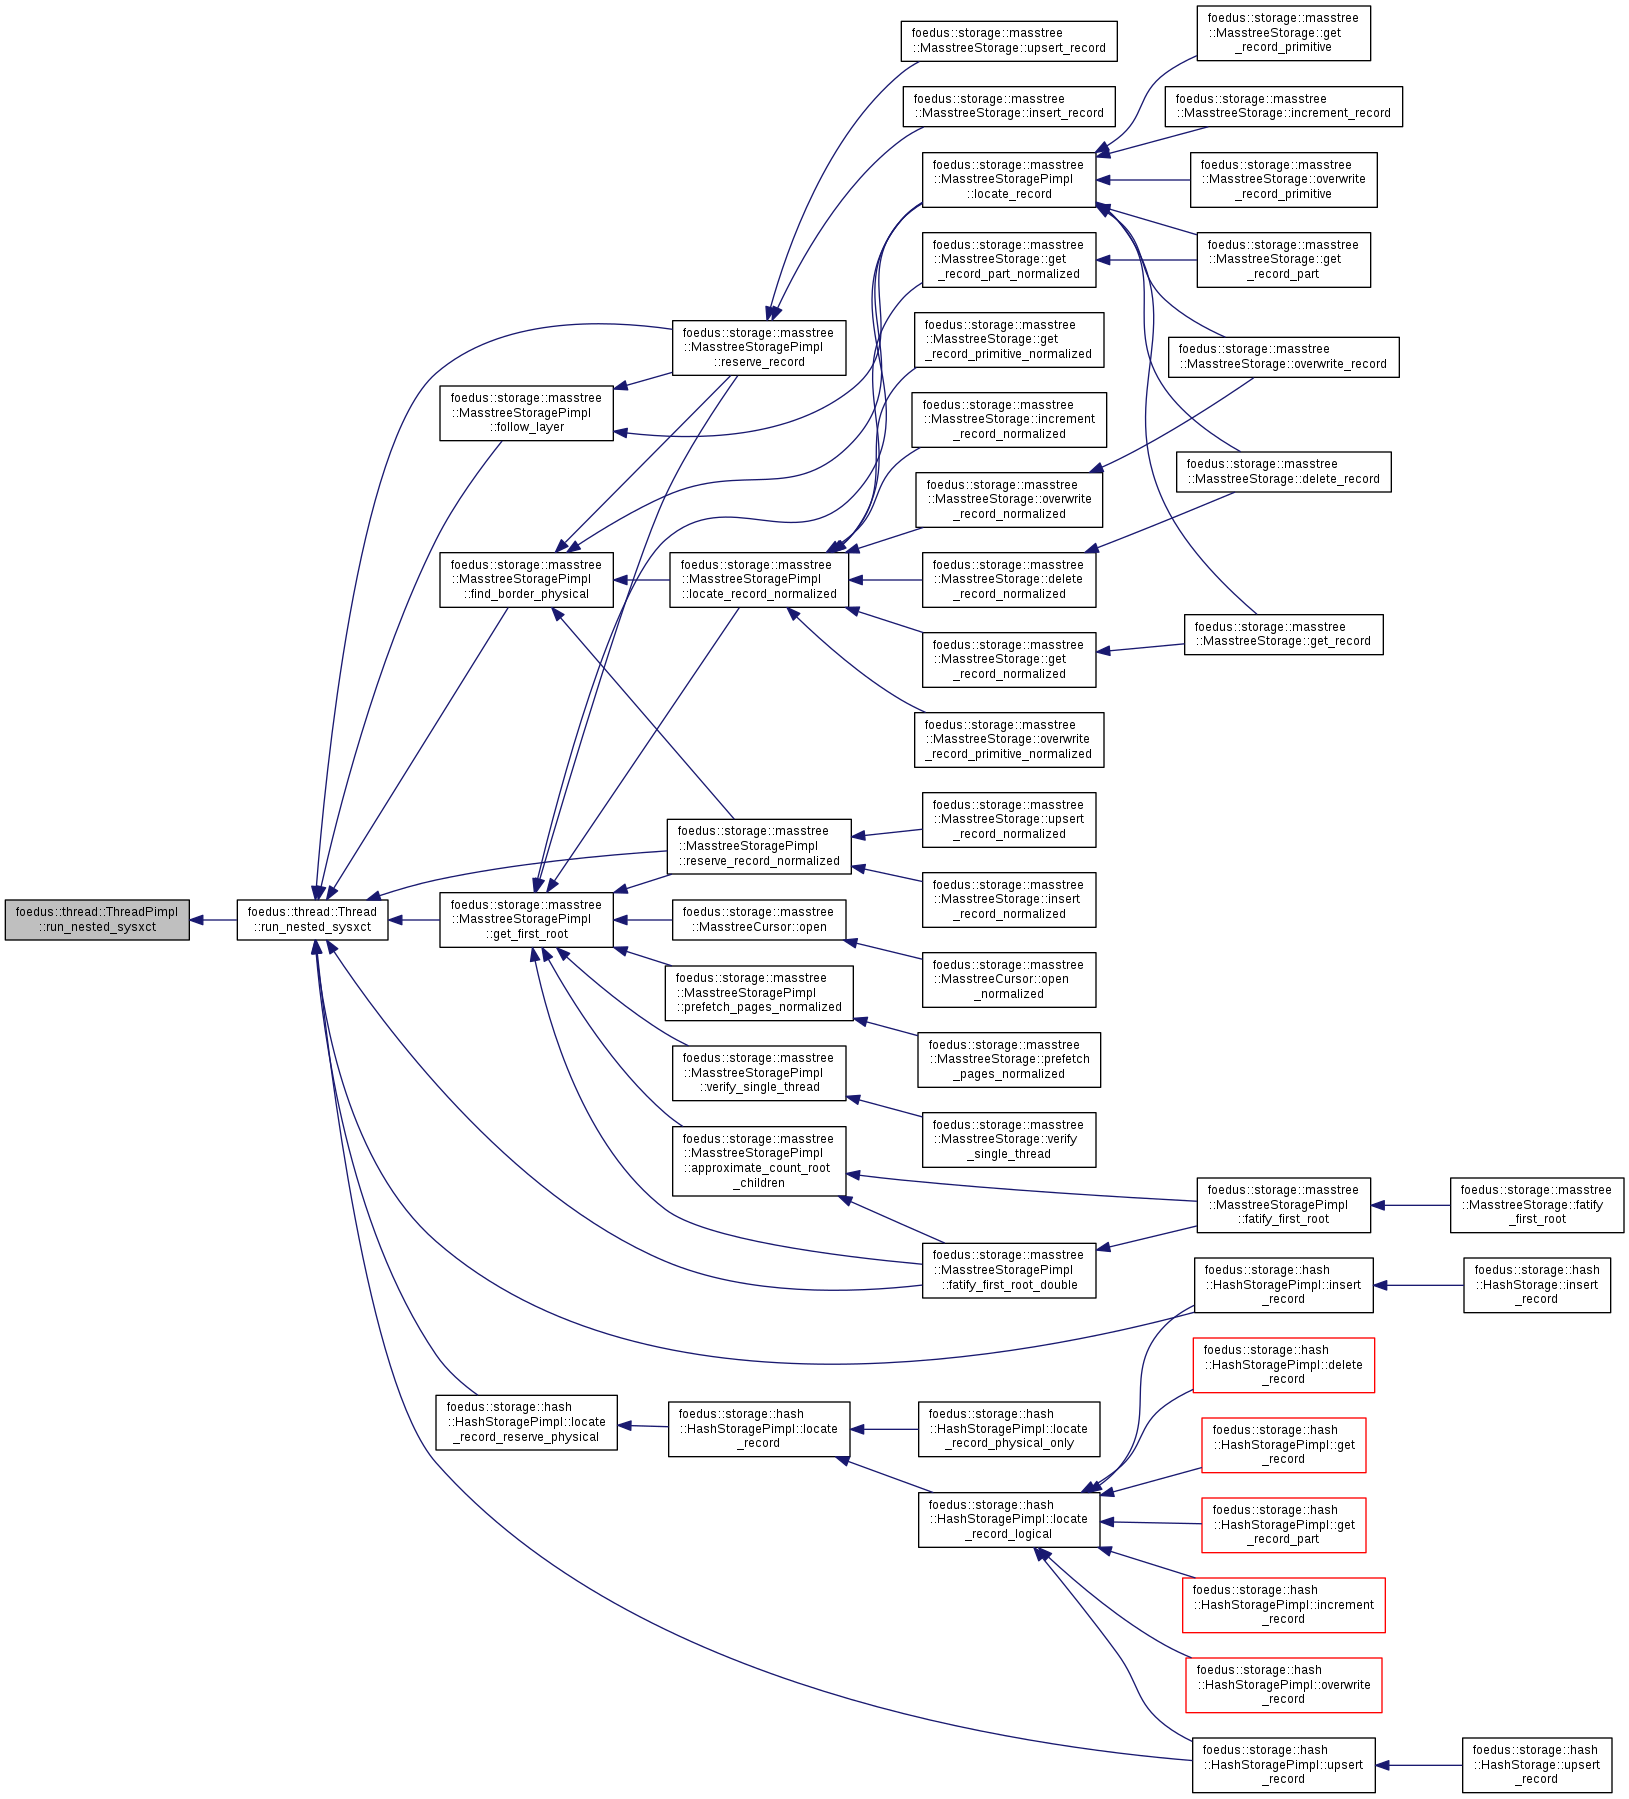 foedus::thread::ThreadPimpl
::run_nested_sysxct
foedus::thread::Thread
::run_nested_sysxct
foedus::storage::masstree
::MasstreeStoragePimpl
::follow_layer
foedus::storage::masstree
::MasstreeStoragePimpl
::find_border_physical
foedus::storage::masstree
::MasstreeStoragePimpl
::get_first_root
foedus::storage::hash
::HashStoragePimpl::locate
_record_reserve_physical
foedus::storage::masstree
::MasstreeStoragePimpl
::reserve_record
foedus::storage::masstree
::MasstreeStoragePimpl
::locate_record_normalized
foedus::storage::masstree
::MasstreeStoragePimpl
::reserve_record_normalized
foedus::storage::masstree
::MasstreeCursor::open
foedus::storage::masstree
::MasstreeStoragePimpl
::prefetch_pages_normalized
foedus::storage::masstree
::MasstreeStoragePimpl
::verify_single_thread
foedus::storage::masstree
::MasstreeStoragePimpl
::approximate_count_root
_children
foedus::storage::hash
::HashStoragePimpl::locate
_record
foedus::storage::masstree
::MasstreeStorage::upsert_record
foedus::storage::masstree
::MasstreeStorage::insert_record
foedus::storage::masstree
::MasstreeStoragePimpl
::locate_record
foedus::storage::masstree
::MasstreeStorage::get
_record_part_normalized
foedus::storage::masstree
::MasstreeStorage::get
_record_primitive_normalized
foedus::storage::masstree
::MasstreeStorage::increment
_record_normalized
foedus::storage::masstree
::MasstreeStorage::overwrite
_record_normalized
foedus::storage::masstree
::MasstreeStorage::delete
_record_normalized
foedus::storage::masstree
::MasstreeStorage::get
_record_normalized
foedus::storage::masstree
::MasstreeStorage::overwrite
_record_primitive_normalized
foedus::storage::masstree
::MasstreeStorage::upsert
_record_normalized
foedus::storage::masstree
::MasstreeStorage::insert
_record_normalized
foedus::storage::masstree
::MasstreeCursor::open
_normalized
foedus::storage::masstree
::MasstreeStorage::prefetch
_pages_normalized
foedus::storage::masstree
::MasstreeStorage::verify
_single_thread
foedus::storage::masstree
::MasstreeStoragePimpl
::fatify_first_root_double
foedus::storage::hash
::HashStoragePimpl::locate
_record_physical_only
foedus::storage::hash
::HashStoragePimpl::locate
_record_logical
foedus::storage::masstree
::MasstreeStorage::get
_record_primitive
foedus::storage::masstree
::MasstreeStorage::increment_record
foedus::storage::masstree
::MasstreeStorage::overwrite
_record_primitive
foedus::storage::masstree
::MasstreeStorage::get
_record_part
foedus::storage::masstree
::MasstreeStorage::overwrite_record
foedus::storage::masstree
::MasstreeStorage::delete_record
foedus::storage::masstree
::MasstreeStorage::get_record
foedus::storage::masstree
::MasstreeStoragePimpl
::fatify_first_root
foedus::storage::hash
::HashStoragePimpl::insert
_record
foedus::storage::hash
::HashStoragePimpl::delete
_record
foedus::storage::hash
::HashStoragePimpl::get
_record
foedus::storage::hash
::HashStoragePimpl::get
_record_part
foedus::storage::hash
::HashStoragePimpl::increment
_record
foedus::storage::hash
::HashStoragePimpl::overwrite
_record
foedus::storage::hash
::HashStoragePimpl::upsert
_record
foedus::storage::masstree
::MasstreeStorage::fatify
_first_root
foedus::storage::hash
::HashStorage::insert
_record
foedus::storage::hash
::HashStorage::upsert
_record